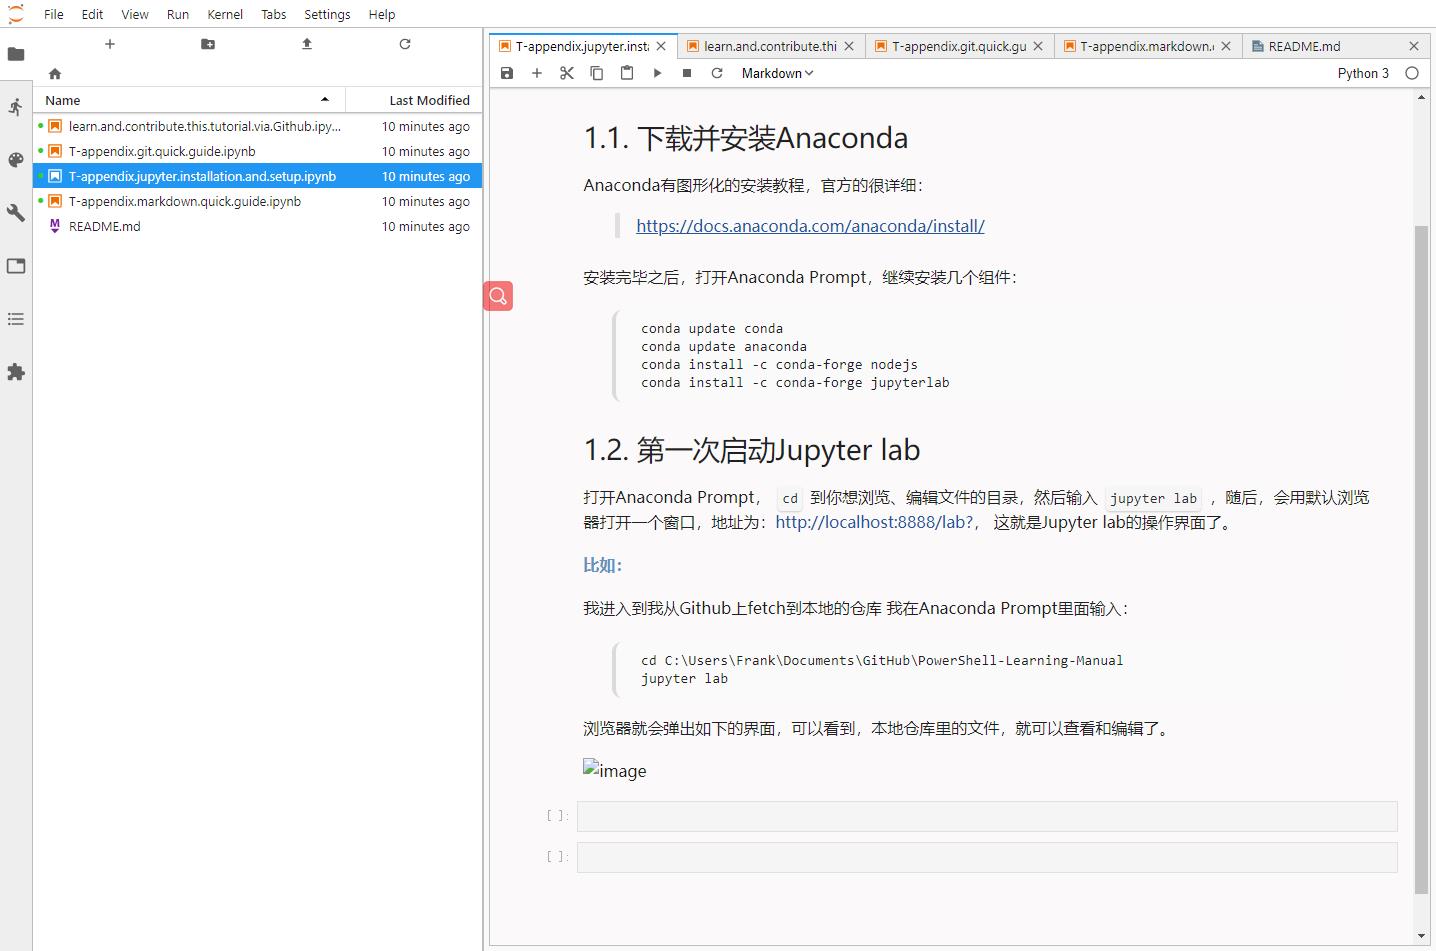 File Edit View Run Kernel Tabs Settings Help
Name Last Modified
learn.and.contribute.this.tutorial.via.Github.ipy... 10 minutes ago
T-appendix.git.quick.guide.ipynb 10 minutes ago
T-appendix.jupyter.installation.and.setup.ipynb 10 minutes ago
T-appendix.markdown.quick.guide.ipynb 10 minutes ago
README.md 10 minutes ago
T-appendix.jupyter.insta learn.and.contribute.thi T-appendix.git.quick.gu T-appendix.markdown. README.md
Markdown Python 3
1.1. 下载并安装Anaconda
Anaconda有图形化的安装教程，官方的很详细：
https://docs.anaconda.com/anaconda/install/
安装完毕之后，打开Anaconda Prompt，继续安装几个组件：
conda update conda
conda update anaconda
conda install -c conda-forge nodejs
conda install -c conda-forge jupyterlab
1.2. 第一次启动Jupyter lab
打开Anaconda Prompt， cd 到你想浏览、编辑文件的目录，然后输入 jupyter lab ，随后，会用默认浏览
器打开一个窗口，地址为：http://localhost:8888/lab?， 这就是Jupyter lab的操作界面了。
比如：
我进入到我从Github上fetch到本地的仓库 我在Anaconda Prompt里面输入：
cd C:\Users\Frank\Documents\GitHub\PowerShell-Learning-Manual
jupyter lab
浏览器就会弹出如下的界面，可以看到，本地仓库里的文件，就可以查看和编辑了。
image
[ ]:
[ ]: